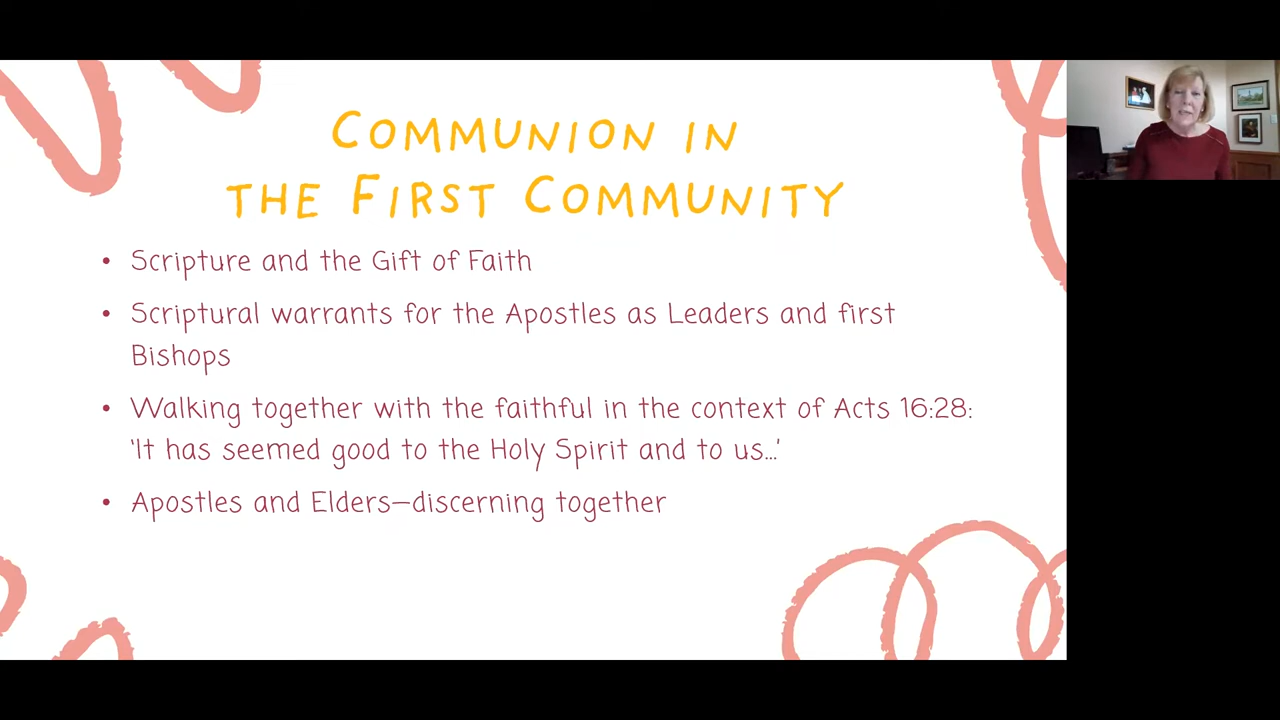 Communion in
the First Community
• Scripture and the Gift of Faith
• Scriptural warrants for the Apostles as Leaders and first
Bishops
• Walking together with the faithful in the context of Acts 16:28:
'It has seemed good to the Holy Spirit and to us...'
• Apostles and Elders—discerning together